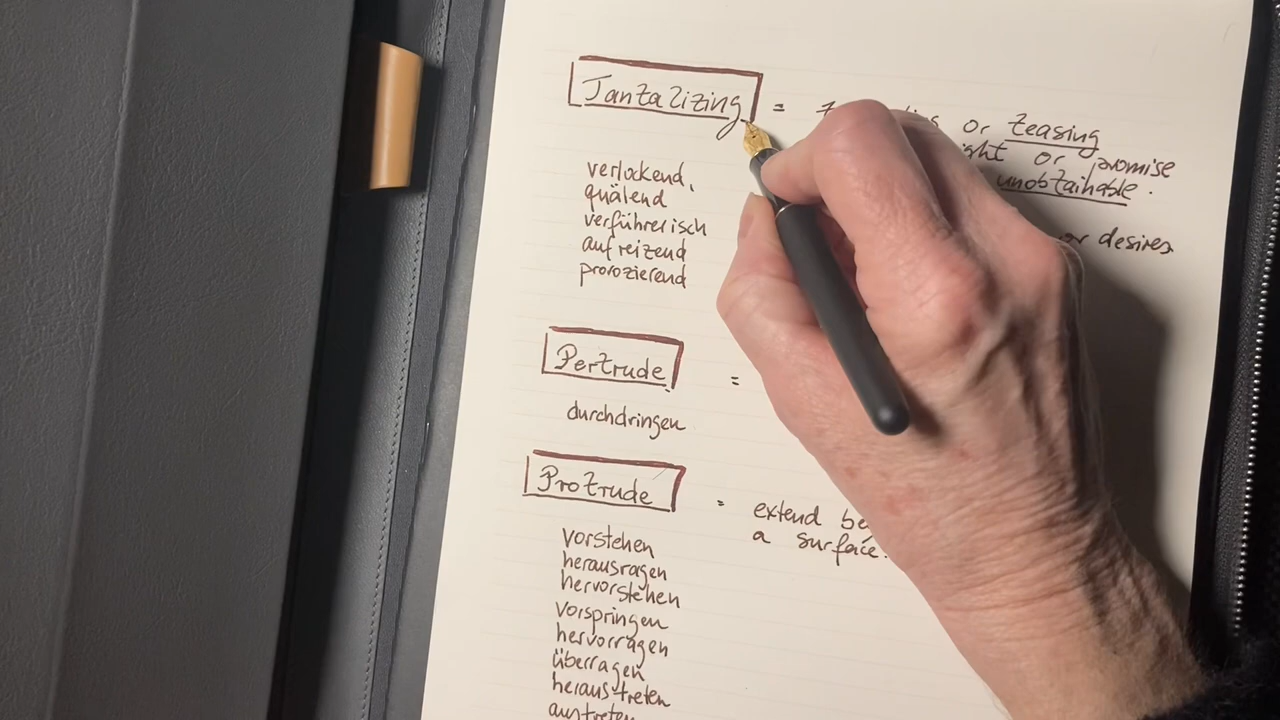 Tantalizing = or teasing
or promise
unobtainable.
or desires
verlockend,
quälend
verführerisch
aufreizend
provozierend
Pertrude =
durchdringen
Protrude = extend
a surface.
vorstehen
herausragen
hervorstehen
vorspringen
hervorragen
überragen
heraustreten
austreten